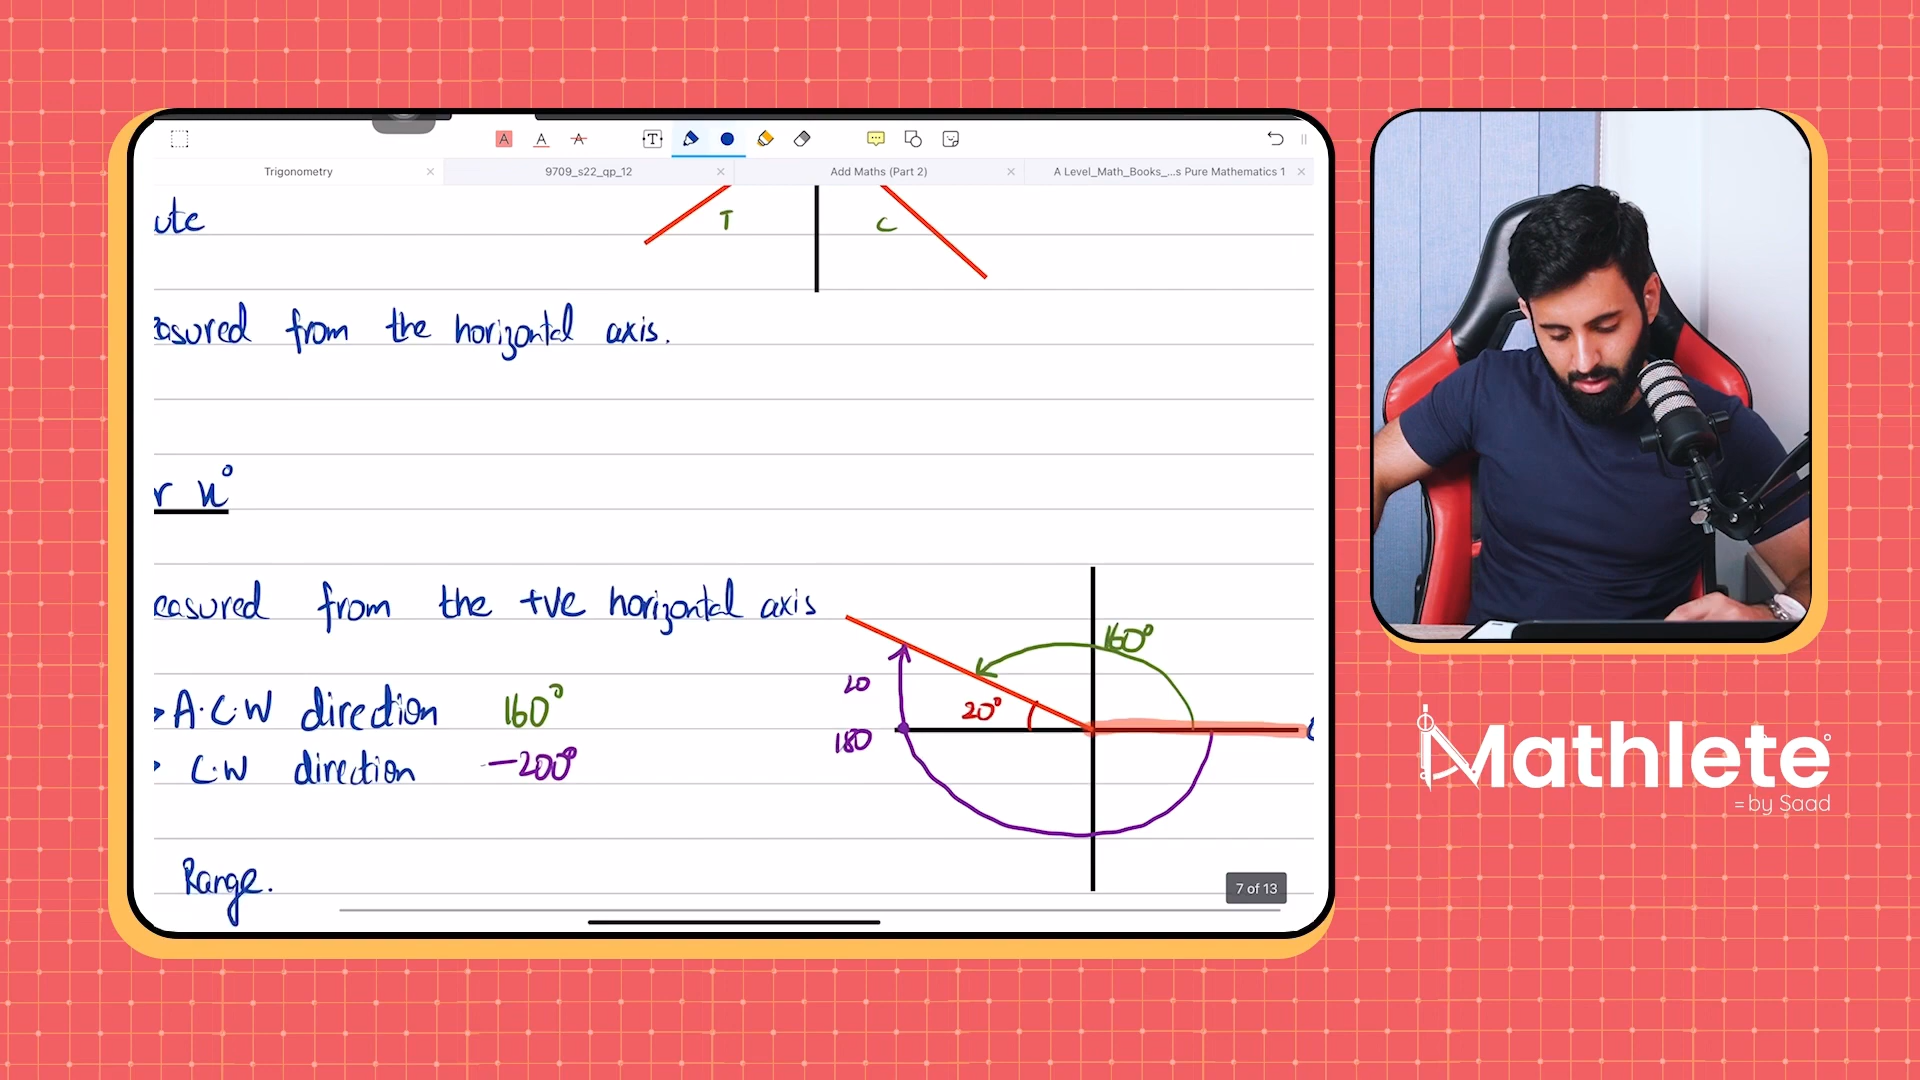 A A A T
Trigonometry
9709_s22_qp_12
Add Maths (Part 2)
A Level_Math_Books_...s Pure Mathematics 1
T C
ute
asured from the horizontal axis.
r x°
easured from the +ve horizontal axis
160°
20
20°
180
A.C.W direction 160°
C.W direction -200°
Range.
7 of 13
Mathlete°
= by Saad